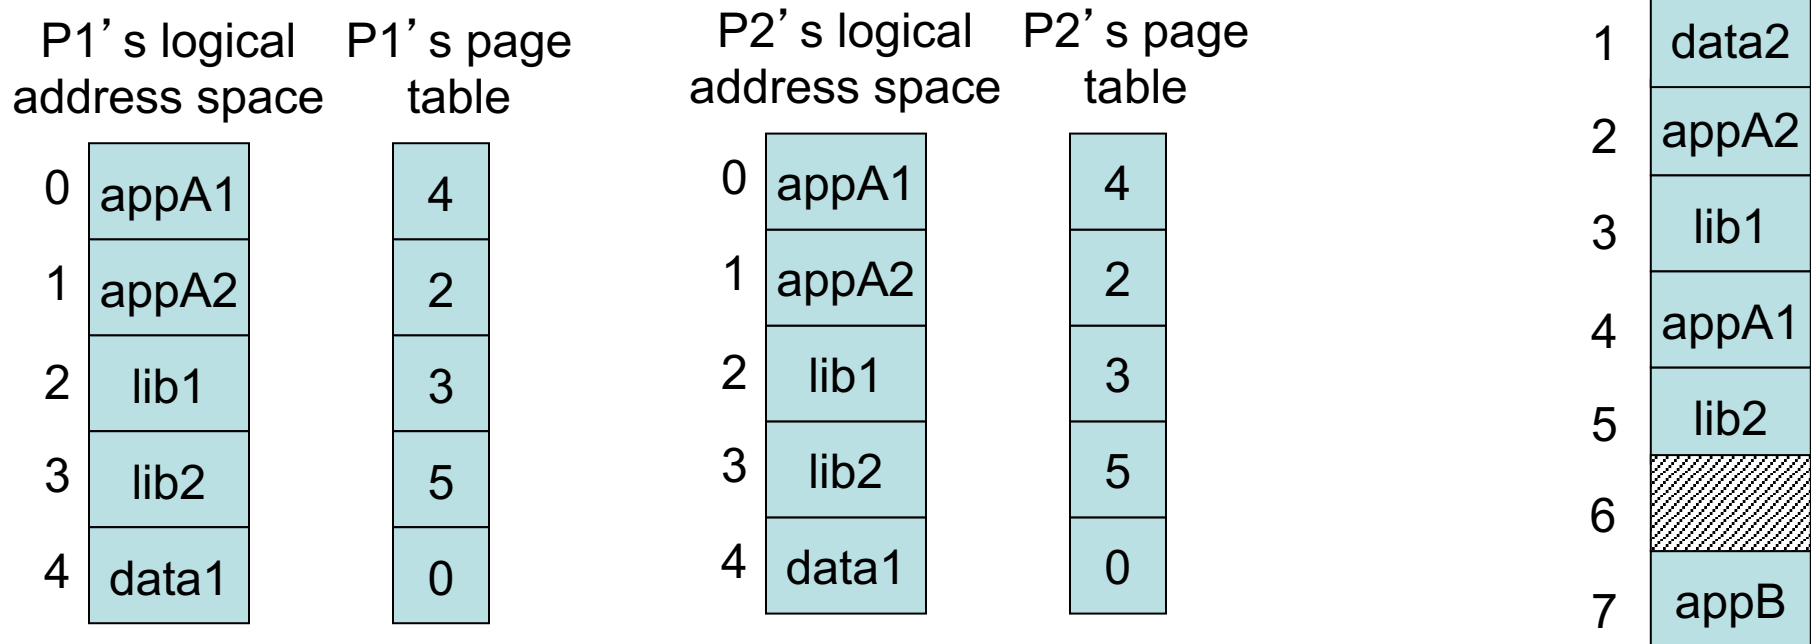 P1’s logical
address space
P1’s page
table
0 appA1 4
1 appA2 2
2 lib1 3
3 lib2 5
4 data1 0
P2’s logical
address space
P2’s page
table
0 appA1 4
1 appA2 2
2 lib1 3
3 lib2 5
4 data1 0
1 data2
2 appA2
3 lib1
4 appA1
5 lib2
6
7 appB